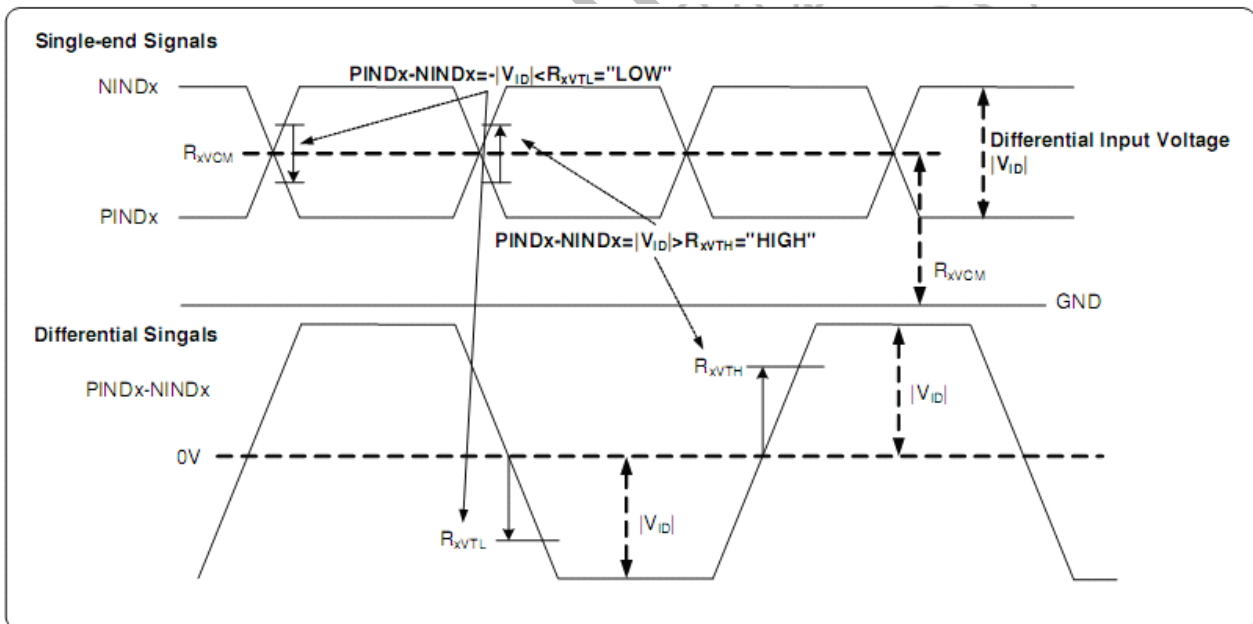 Single-end Signals
PINDx-NINDx=-|VID|<RxVTL="LOW"
NINDx
RxVCM
Differential Input Voltage
|VID|
PINDx
PINDx-NINDx=|VID|>RxVTH="HIGH"
RxVCM
GND
Differential Singals
RxVTH
PINDx-NINDx
|VID|
0V
|VID|
RxVTL